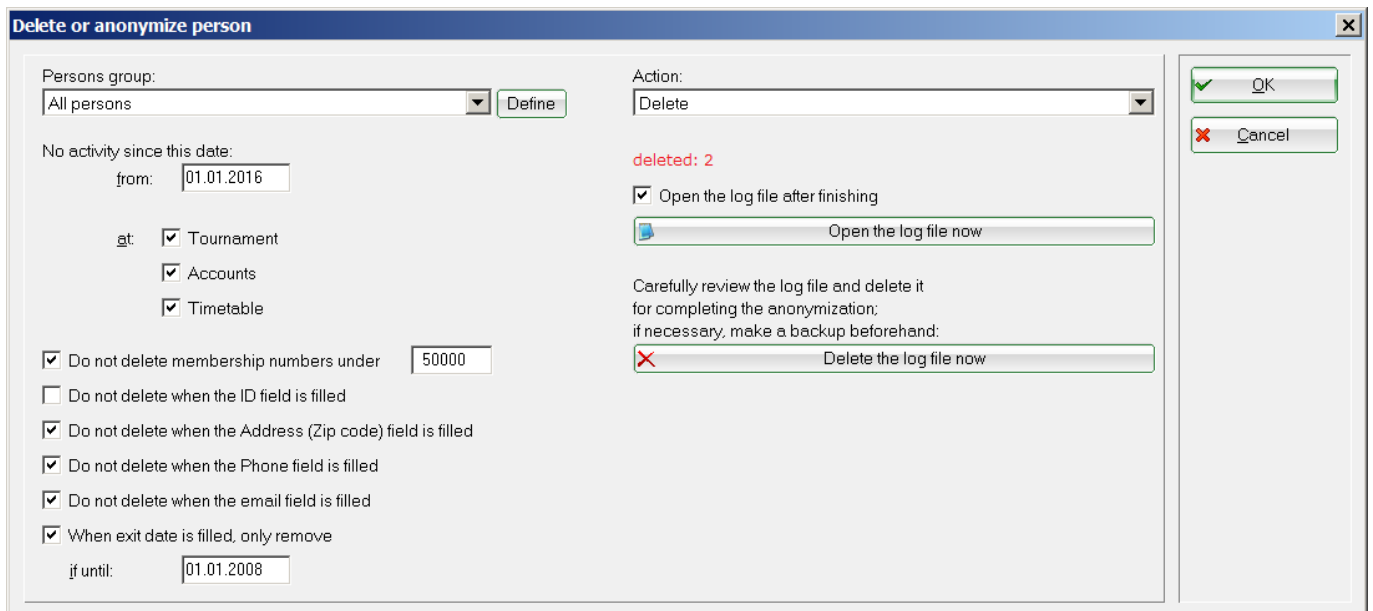 Delete or anonymize person
Persons group:
All persons
Define
No activity since this date:
from: 01.01.2016
at: Tournament
Accounts
Timetable
Do not delete membership numbers under 50000
Do not delete when the ID field is filled
Do not delete when the Address (Zip code) field is filled
Do not delete when the Phone field is filled
Do not delete when the email field is filled
When exit date is filled, only remove
if until: 01.01.2008
Action:
Delete
deleted: 2
Open the log file after finishing
Open the log file now
Carefully review the log file and delete it
for completing the anonymization;
if necessary, make a backup beforehand:
Delete the log file now
OK
Cancel